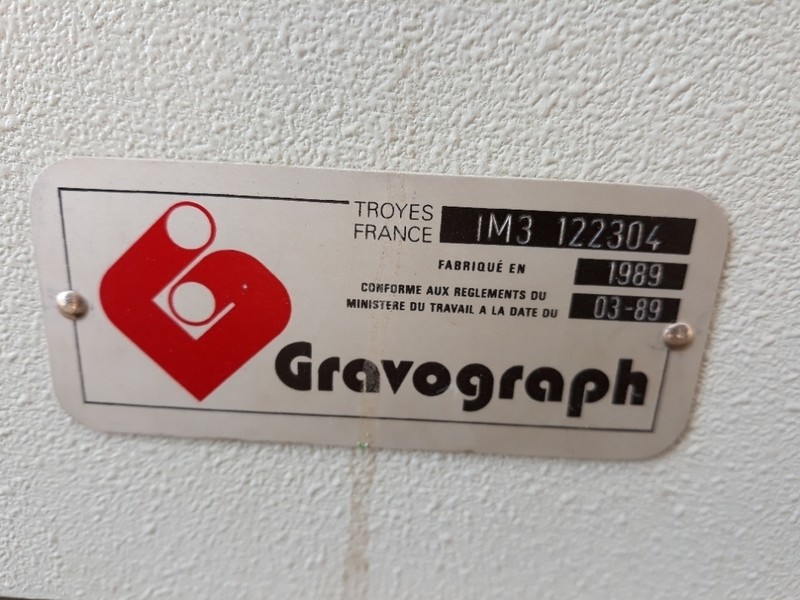 TROYES
FRANCE
IM3 122304
FABRIQUÉ EN
1989
CONFORME AUX REGLEMENTS DU
MINISTERE DU TRAVAIL A LA DATE DU
03-89
Gravograph